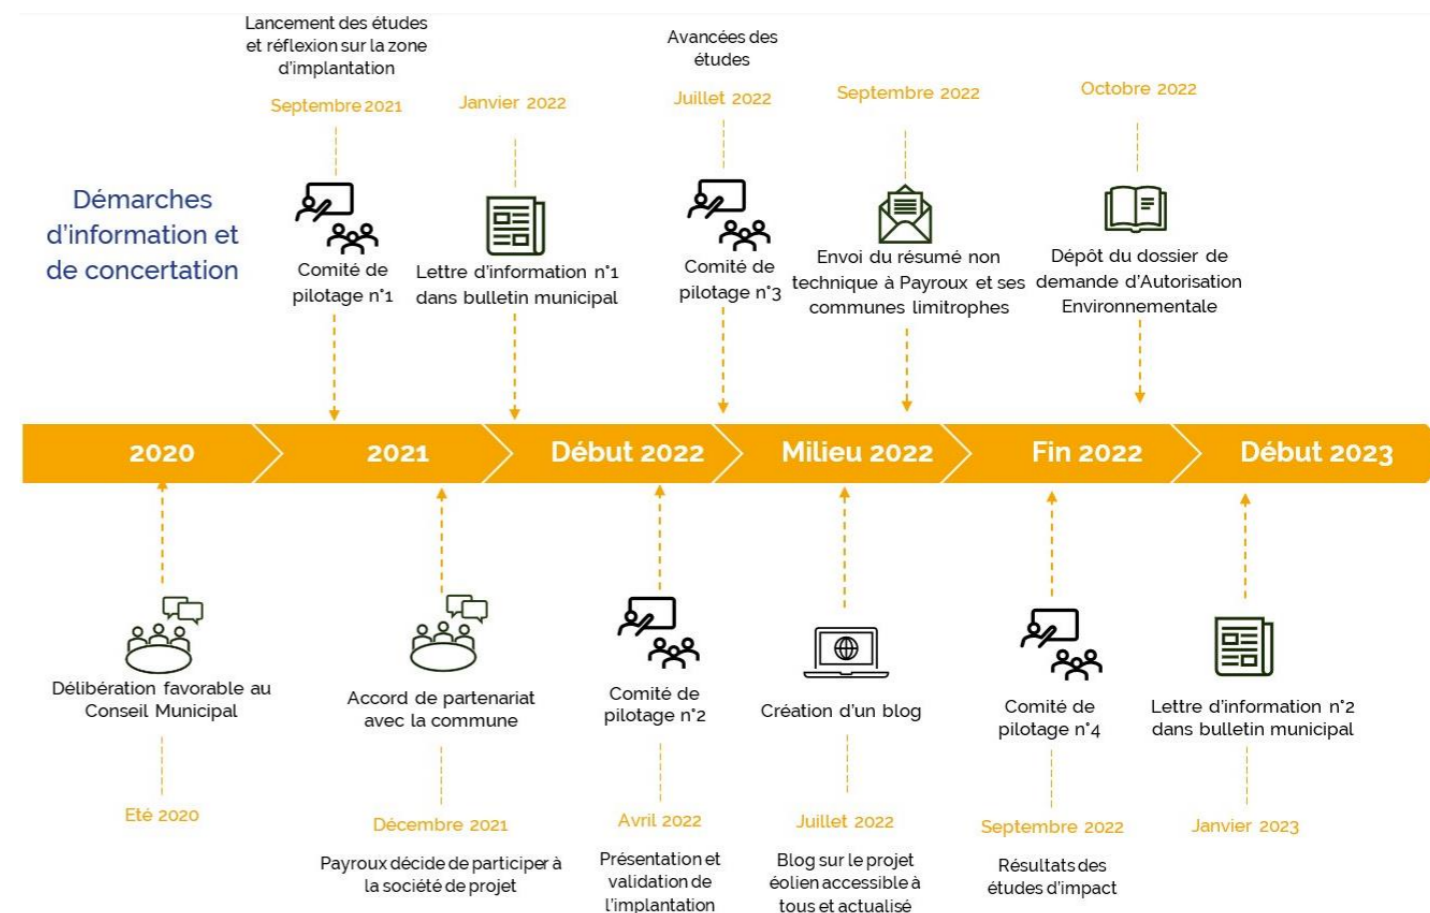 Lancement des études
et réflexion sur la zone
d'implantation
Septembre 2021
Janvier 2022
Avancées des
études
Juillet 2022
Septembre 2022
Octobre 2022
Démarches
d'information et
de concertation
Comité de
pilotage n°1
Lettre d'information n°1
dans bulletin municipal
Comité de
pilotage n°3
Envoi du résumé non
technique à Payroux et ses
communes limitrophes
Dépôt du dossier de
demande d'Autorisation
Environnementale
2020
2021
Début 2022
Milieu 2022
Fin 2022
Début 2023
Délibération favorable au
Conseil Municipal
Eté 2020
Accord de partenariat
avec la commune
Décembre 2021
Payroux décide de participer à
la société de projet
Comité de
pilotage n°2
Avril 2022
Présentation et
validation de
l'implantation
Création d'un blog
Juillet 2022
Blog sur le projet
éolien accessible à
tous et actualisé
Comité de
pilotage n°4
Septembre 2022
Résultats des
études d'impact
Lettre d'information n°2
dans bulletin municipal
Janvier 2023